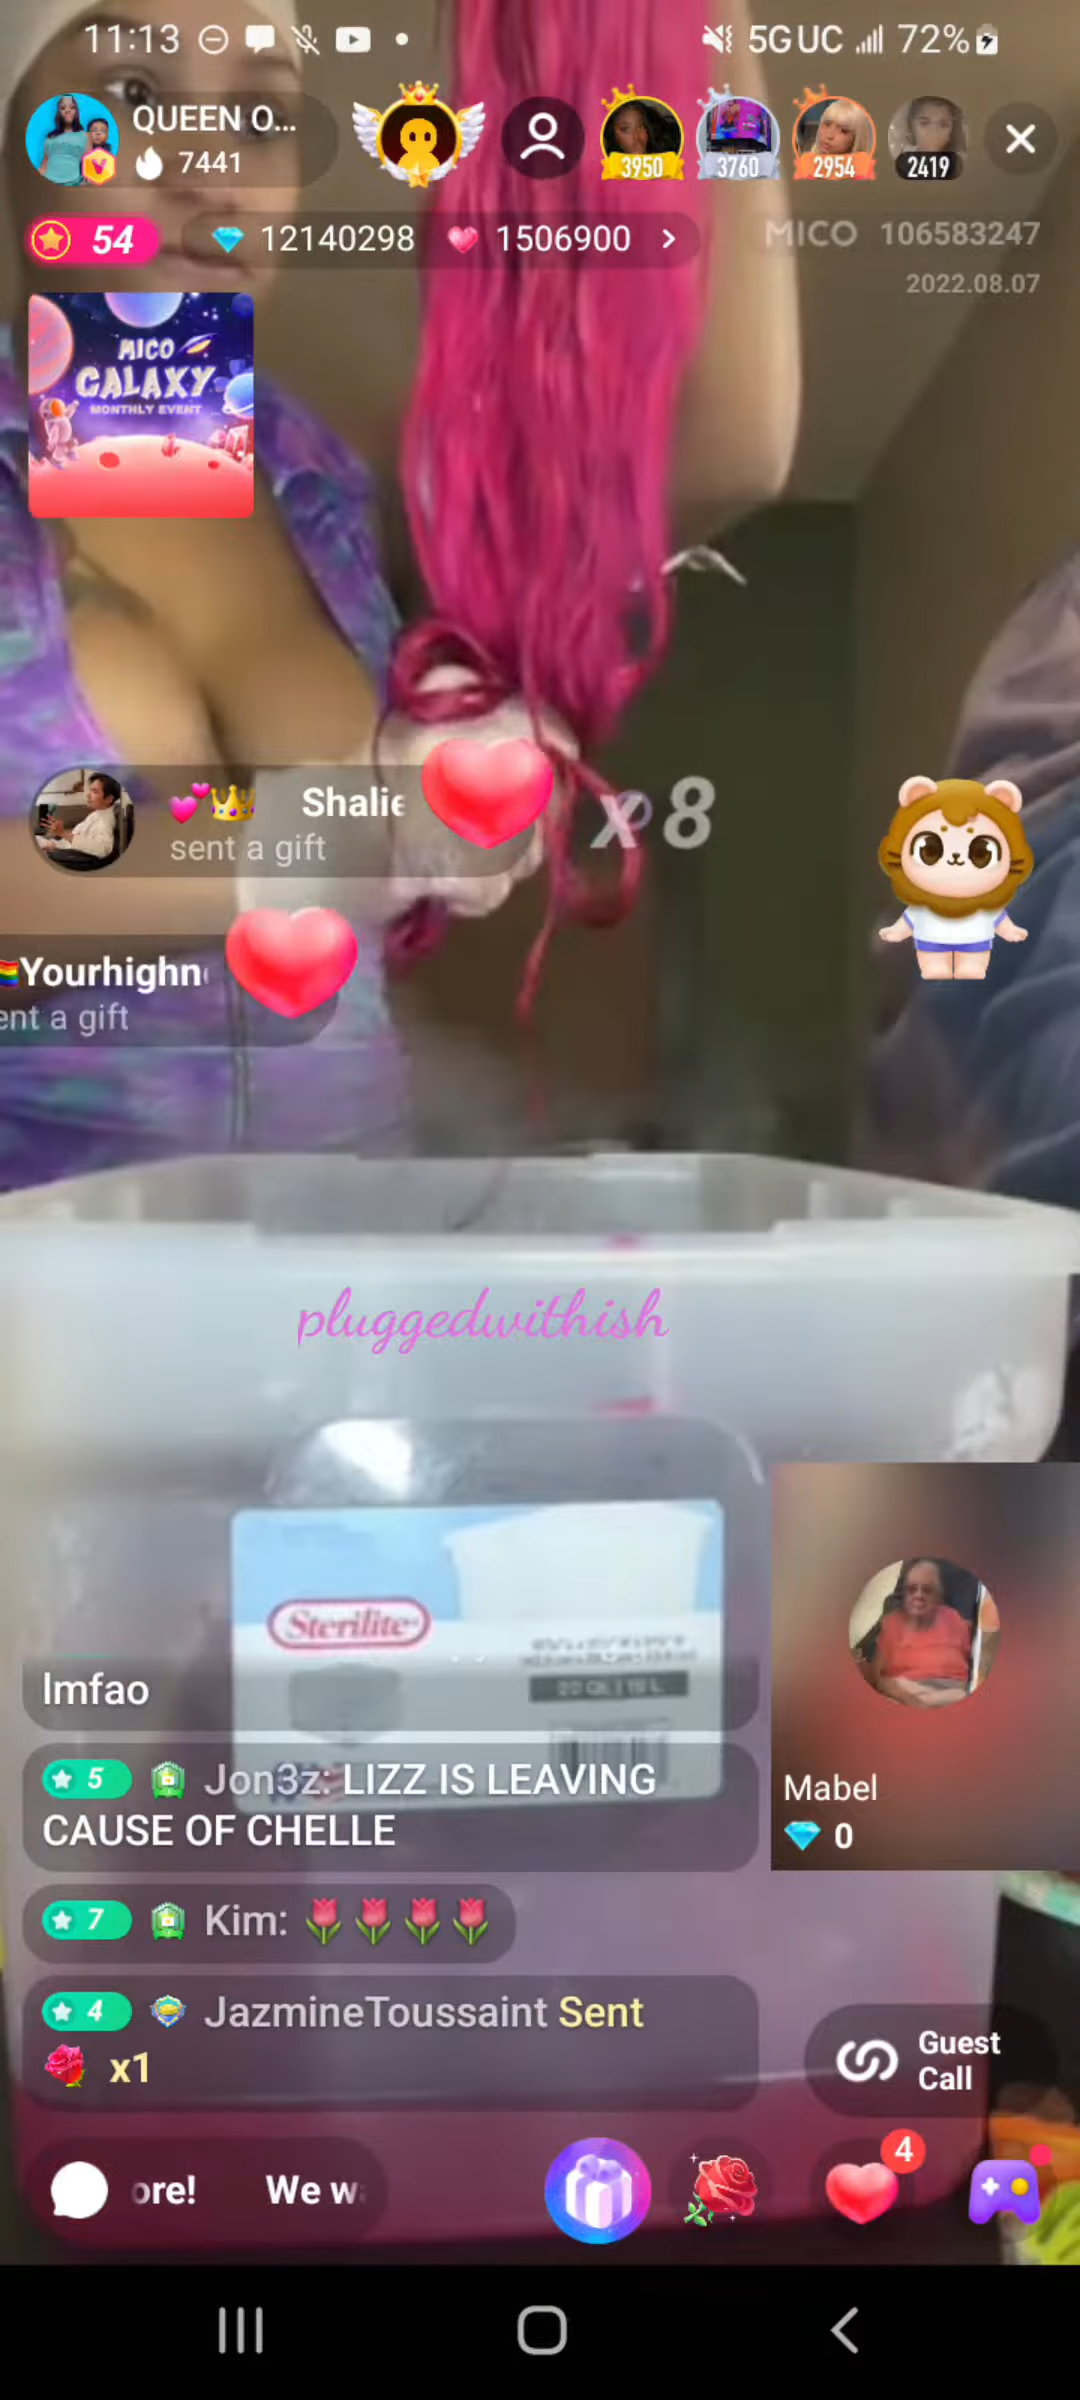 11:13
5G UC 72%
QUEEN O...
7441
3950
3760
2954
2419
54
12140298
1506900
MICO 106583247
2022.08.07
MICO
GALAXY
MONTHLY EVENT
Shalie
sent a gift
x8
Yourhighn
ent a gift
pluggedwithish
Sterilite
lmfao
5 Jon3z: LIZZ IS LEAVING
CAUSE OF CHELLE
Mabel
0
7 Kim:
4 JazmineToussaint Sent
x1
Guest
Call
ore! We w
4